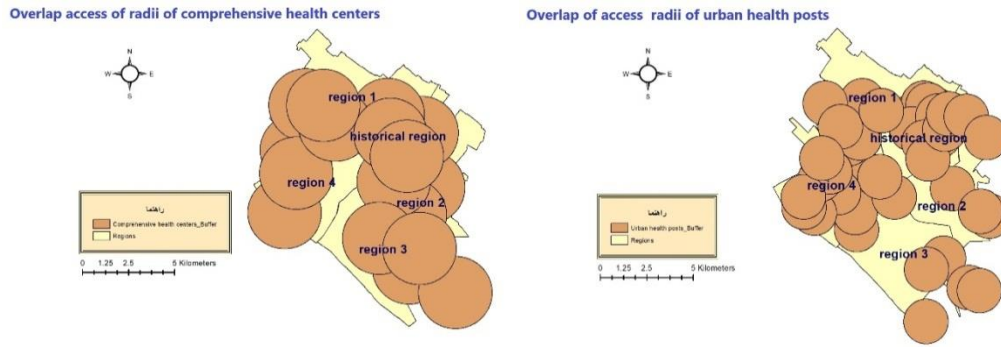 Overlap access of radii of comprehensive health centers
N
W E
S
region 1
historical region
region 4
region 2
region 3
راهنما
Comprehensive health centers_Buffer
Regions
0 1.25 2.5 5 Kilometers
Overlap of access radii of urban health posts
N
W E
S
region 1
historical region
region 4
region 2
region 3
راهنما
Urban health posts_Buffer
Regions
0 1.25 2.5 5 Kilometers